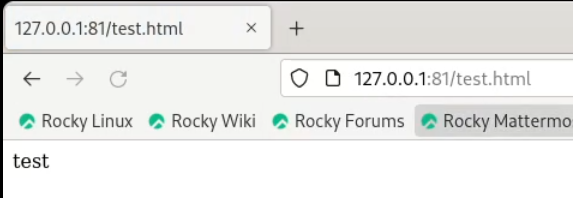 127.0.0.1:81/test.html
127.0.0.1:81/test.html
Rocky Linux Rocky Wiki Rocky Forums Rocky Mattermo
test